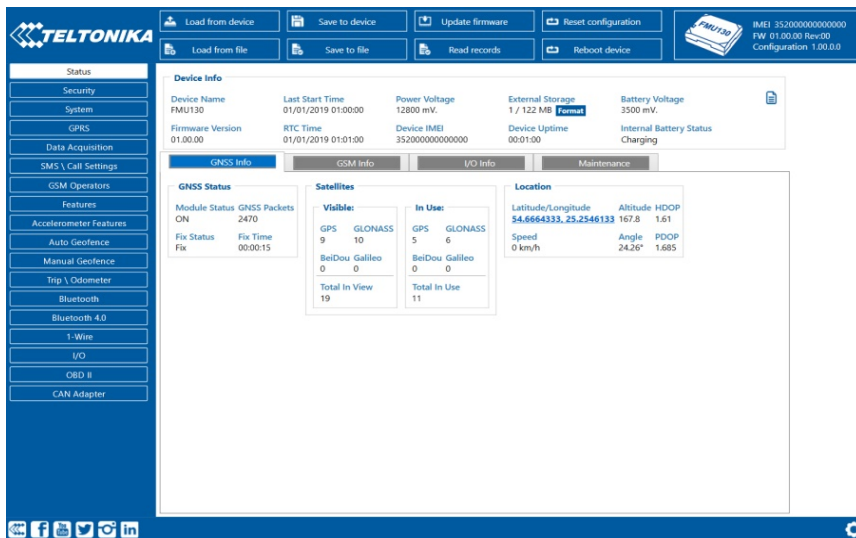 TELTONIKA
Load from device
Save to device
Update firmware
Reset configuration
Load from file
Save to file
Read records
Reboot device
FMU130
IMEI 352000000000000
FW 01.00.00 Rev:00
Configuration 1.00.0.0
Status
Security
System
GPRS
Data Acquisition
SMS \ Call Settings
GSM Operators
Features
Accelerometer Features
Auto Geofence
Manual Geofence
Trip \ Odometer
Bluetooth
Bluetooth 4.0
1-Wire
I/O
OBD II
CAN Adapter
Device Info
Device Name Last Start Time Power Voltage External Storage Battery Voltage
FMU130 01/01/2019 01:00:00 12800 mV. 1 / 122 MB Format 3500 mV.
Firmware Version RTC Time Device IMEI Device Uptime Internal Battery Status
01.00.00 01/01/2019 01:01:00 352000000000000 00:01:00 Charging
GNSS Info GSM Info I/O Info Maintenance
GNSS Status
Module Status GNSS Packets
ON 2470
Fix Status Fix Time
Fix 00:00:15
Satellites
Visible:
GPS GLONASS
9 10
BeiDou Galileo
0 0
Total In View
19
In Use:
GPS GLONASS
5 6
BeiDou Galileo
0 0
Total In Use
11
Location
Latitude/Longitude Altitude HDOP
54.6664333, 25.2546133 167.8 1.61
Speed Angle PDOP
0 km/h 24.26° 1.685
You Tube
in